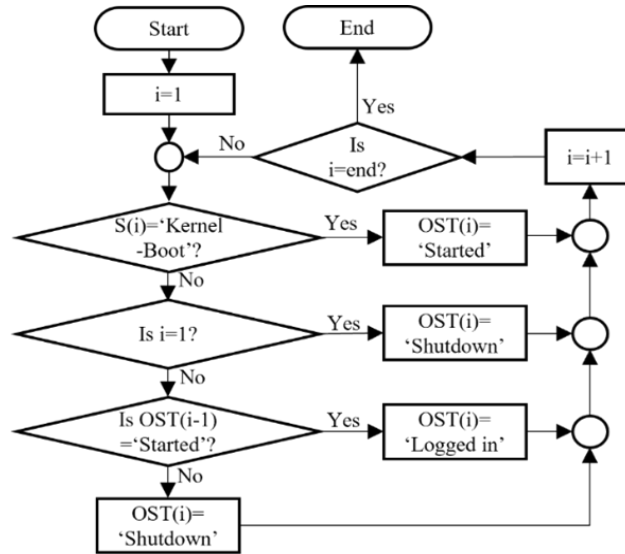 Start
End
i=1
Yes
No
Is
i=end?
i=i+1
S(i)=‘Kernel
-Boot’?
Yes
OST(i)=
‘Started’
No
Is i=1?
Yes
OST(i)=
‘Shutdown’
No
Is OST(i-1)
=‘Started’?
Yes
OST(i)=
‘Logged in’
No
OST(i)=
‘Shutdown’